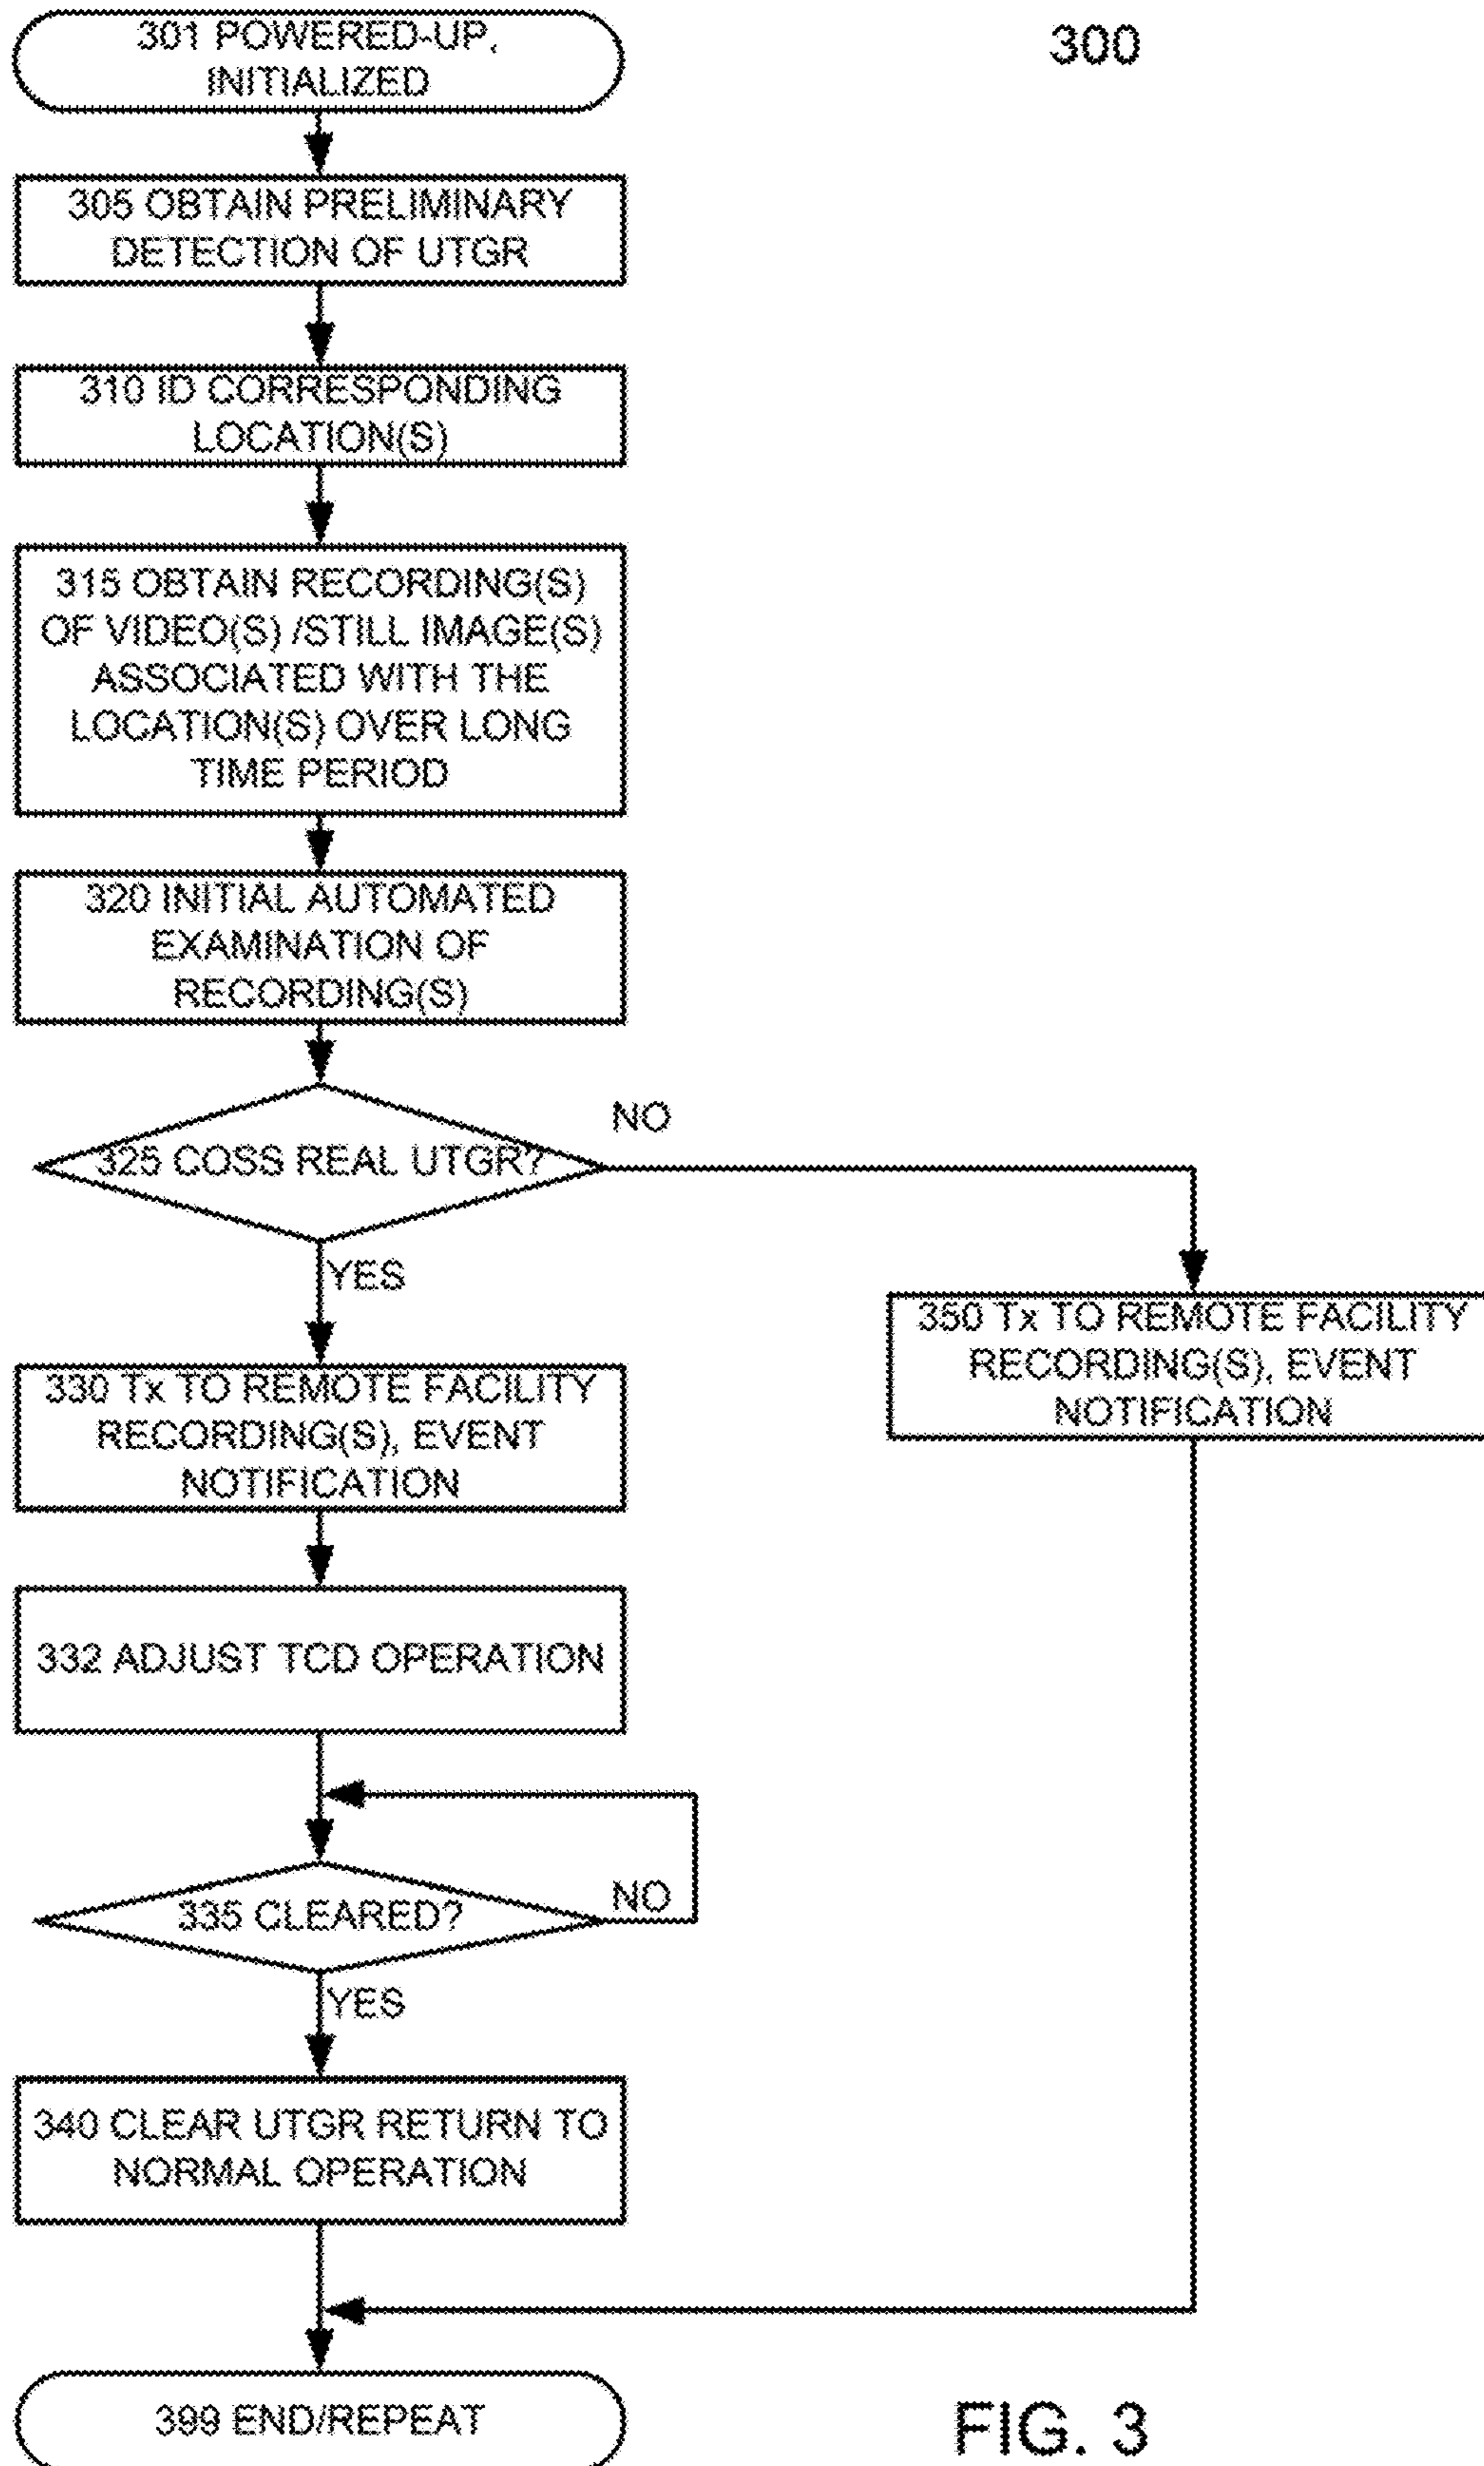 301 POWERED-UP,
INITIALIZED
300
305 OBTAIN PRELIMINARY
DETECTION OF UTGR
310 ID CORRESPONDING
LOCATION(S)
315 OBTAIN RECORDING(S)
OF VIDEO(S) /STILL IMAGE(S)
ASSOCIATED WITH THE
LOCATION(S) OVER LONG
TIME PERIOD
320 INITIAL AUTOMATED
EXAMINATION OF
RECORDING(S)
325 COSS REAL UTGR?
NO
YES
350 Tx TO REMOTE FACILITY
RECORDING(S), EVENT
NOTIFICATION
330 Tx TO REMOTE FACILITY
RECORDING(S), EVENT
NOTIFICATION
332 ADJUST TCD OPERATION
335 CLEARED?
NO
YES
340 CLEAR UTGR RETURN TO
NORMAL OPERATION
399 END/REPEAT
FIG. 3